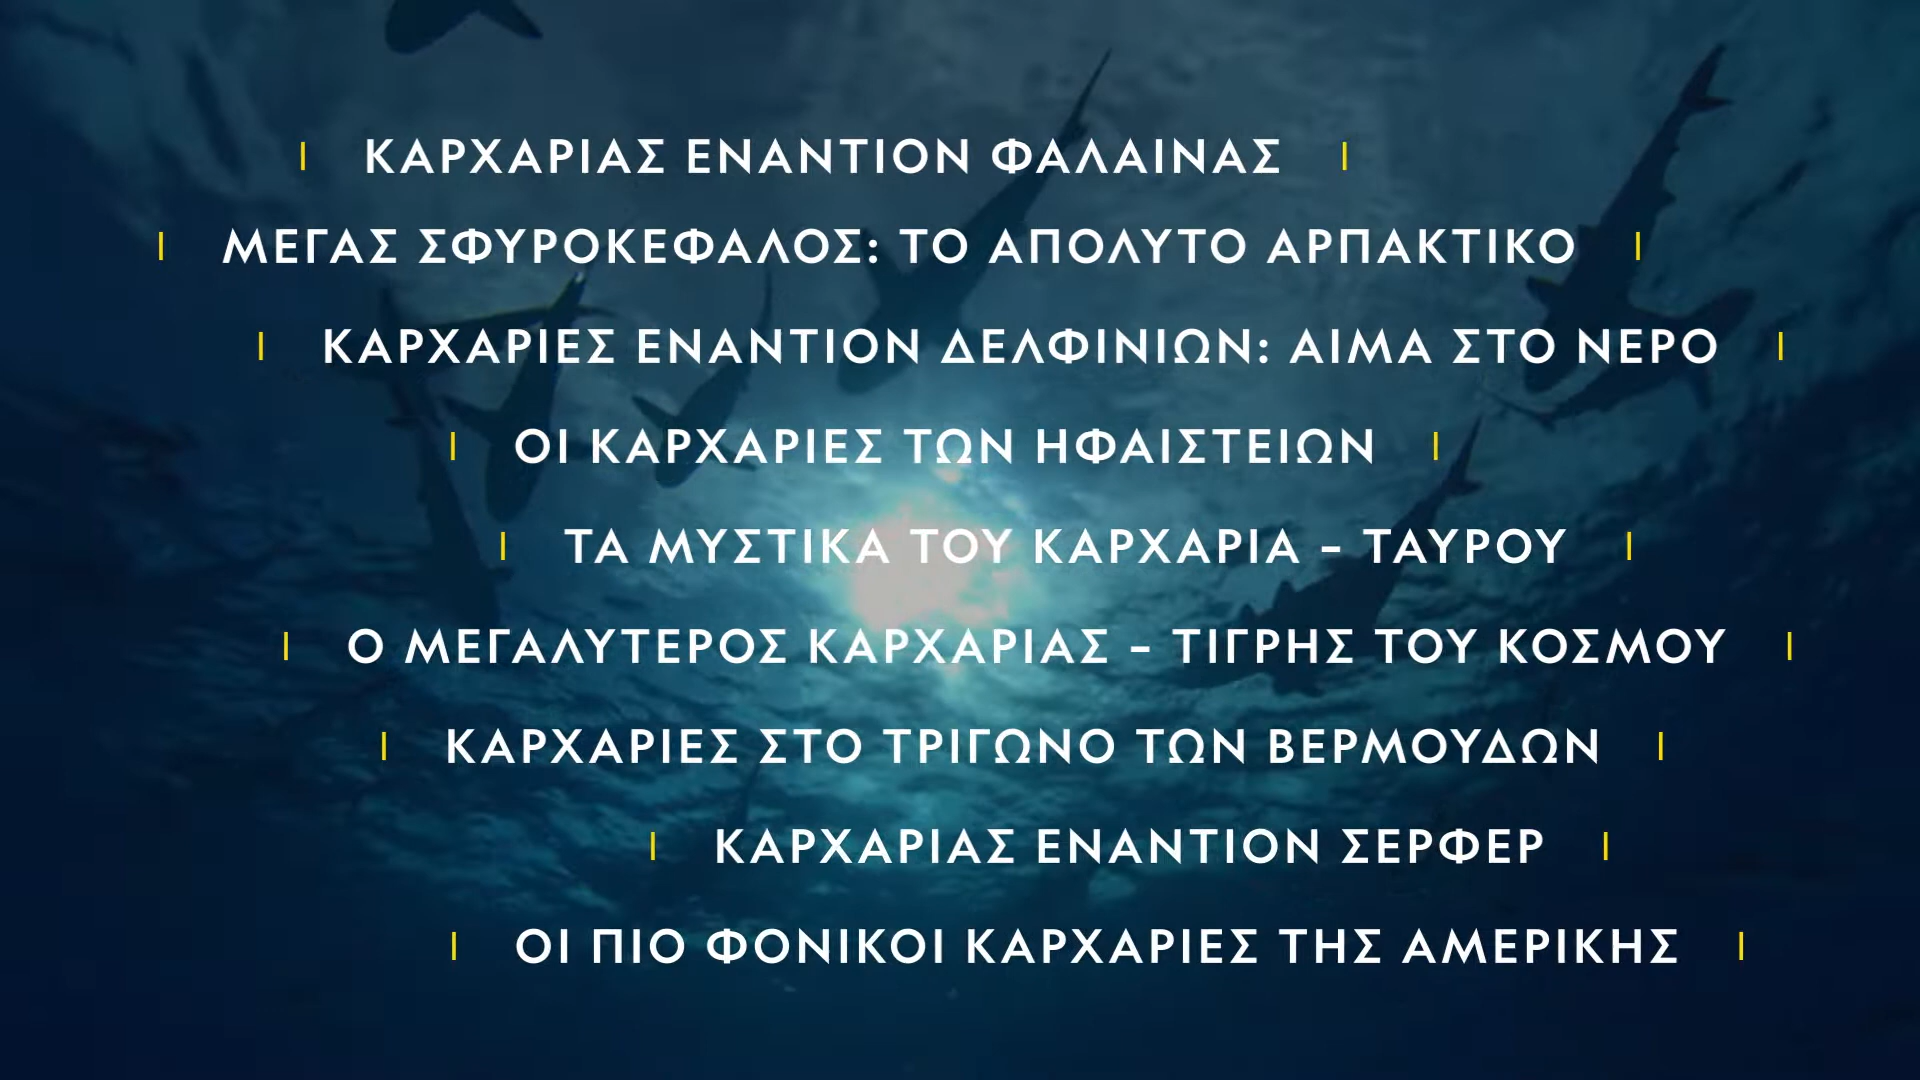 ΚΑΡΧΑΡΙΑΣ ΕΝΑΝΤΙΟΝ ΦΑΛΑΙΝΑΣ
ΜΕΓΑΣ ΣΦΥΡΟΚΕΦΑΛΟΣ: ΤΟ ΑΠΟΛΥΤΟ ΑΡΠΑΚΤΙΚΟ
ΚΑΡΧΑΡΙΕΣ ΕΝΑΝΤΙΟΝ ΔΕΛΦΙΝΙΩΝ: ΑΙΜΑ ΣΤΟ ΝΕΡΟ
ΟΙ ΚΑΡΧΑΡΙΕΣ ΤΩΝ ΗΦΑΙΣΤΕΙΩΝ
ΤΑ ΜΥΣΤΙΚΑ ΤΟΥ ΚΑΡΧΑΡΙΑ – ΤΑΥΡΟΥ
Ο ΜΕΓΑΛΥΤΕΡΟΣ ΚΑΡΧΑΡΙΑΣ – ΤΙΓΡΗΣ ΤΟΥ ΚΟΣΜΟΥ
ΚΑΡΧΑΡΙΕΣ ΣΤΟ ΤΡΙΓΩΝΟ ΤΩΝ ΒΕΡΜΟΥΔΩΝ
ΚΑΡΧΑΡΙΑΣ ΕΝΑΝΤΙΟΝ ΣΕΡΦΕΡ
ΟΙ ΠΙΟ ΦΟΝΙΚΟΙ ΚΑΡΧΑΡΙΕΣ ΤΗΣ ΑΜΕΡΙΚΗΣ